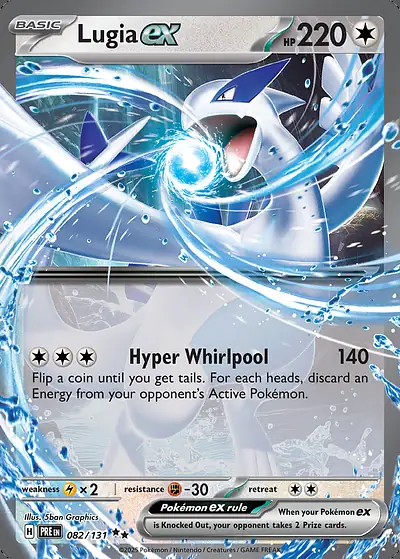 BASIC
Lugia ex
HP 220
Hyper Whirlpool 140
Flip a coin until you get tails. For each heads, discard an
Energy from your opponent's Active Pokémon.
weakness × 2 resistance -30 retreat
Pokémon ex rule
When your Pokémon ex
is Knocked Out, your opponent takes 2 Prize cards.
Illus. 5ban Graphics
H PRE EN 082/131
©2025 Pokémon / Nintendo / Creatures / GAME FREAK